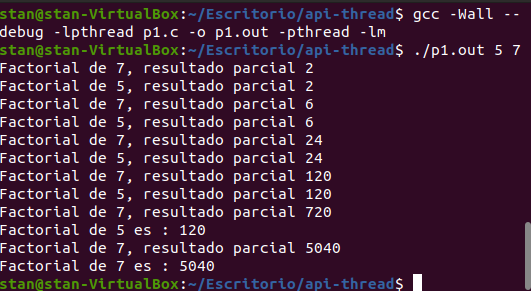 stan@stan-VirtualBox:~/Escritorio/api-thread$ gcc -Wall --
debug -lpthread p1.c -o p1.out -pthread -lm
stan@stan-VirtualBox:~/Escritorio/api-thread$ ./p1.out 5 7
Factorial de 7, resultado parcial 2
Factorial de 5, resultado parcial 2
Factorial de 7, resultado parcial 6
Factorial de 5, resultado parcial 6
Factorial de 7, resultado parcial 24
Factorial de 5, resultado parcial 24
Factorial de 7, resultado parcial 120
Factorial de 5, resultado parcial 120
Factorial de 7, resultado parcial 720
Factorial de 5 es : 120
Factorial de 7, resultado parcial 5040
Factorial de 7 es : 5040
stan@stan-VirtualBox:~/Escritorio/api-thread$